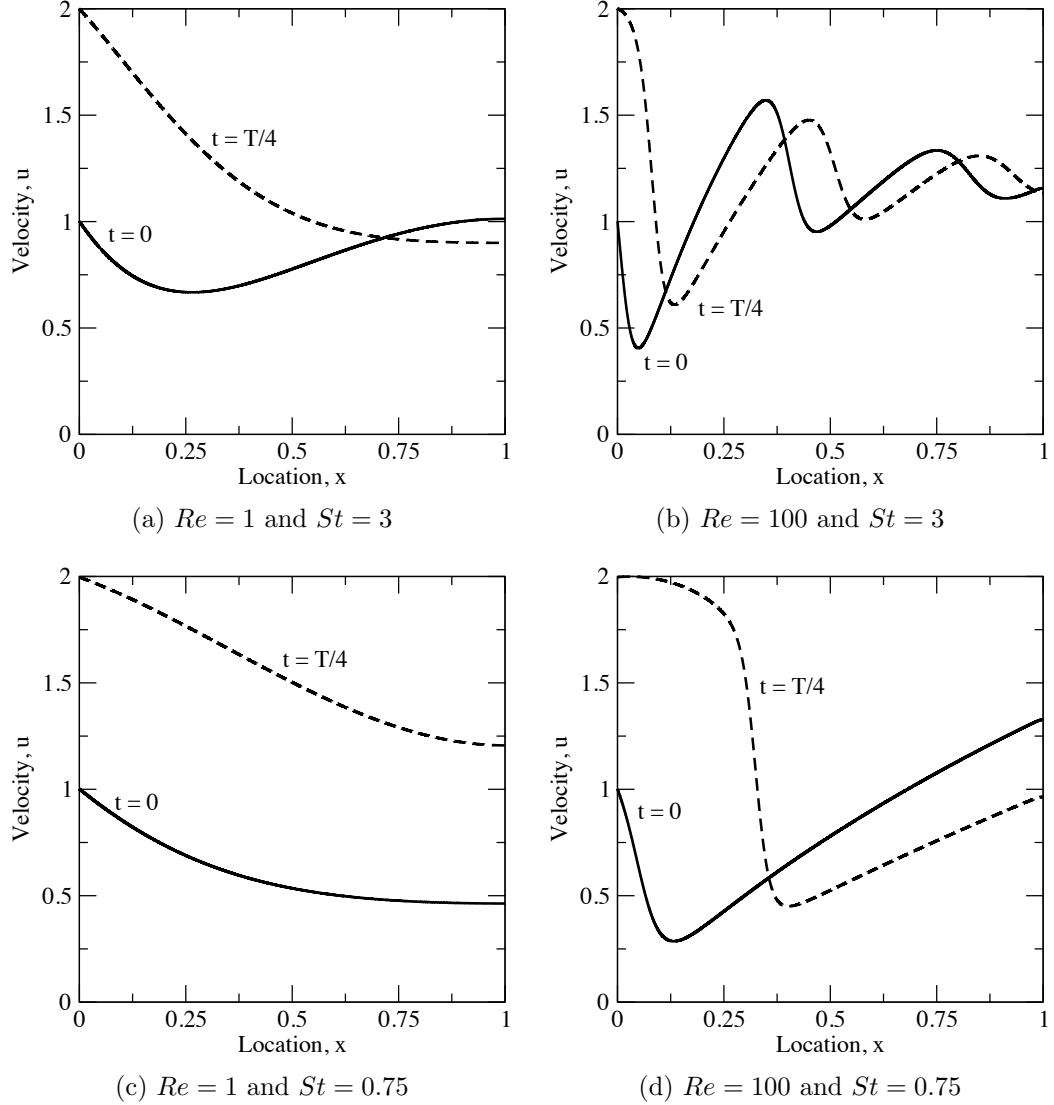 2
1.5
1
0.5
0
Velocity, u
t = T/4
t = 0
0 0.25 0.5 0.75 1
Location, x
(a) Re = 1 and St = 3
2
1.5
1
0.5
0
Velocity, u
t = T/4
t = 0
0 0.25 0.5 0.75 1
Location, x
(b) Re = 100 and St = 3
2
1.5
1
0.5
0
Velocity, u
t = T/4
t = 0
0 0.25 0.5 0.75 1
Location, x
(c) Re = 1 and St = 0.75
2
1.5
1
0.5
0
Velocity, u
t = T/4
t = 0
0 0.25 0.5 0.75 1
Location, x
(d) Re = 100 and St = 0.75